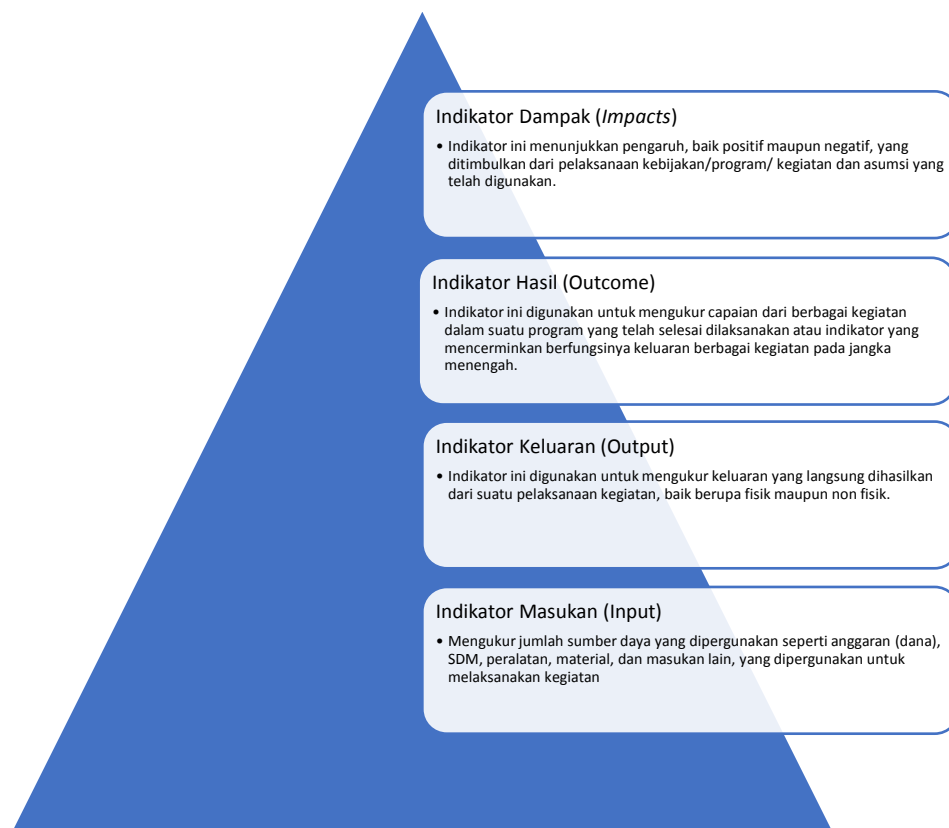 Indikator Dampak (Impacts)
• Indikator ini menunjukkan pengaruh, baik positif maupun negatif, yang
ditimbulkan dari pelaksanaan kebijakan/program/ kegiatan dan asumsi yang
telah digunakan.
Indikator Hasil (Outcome)
• Indikator ini digunakan untuk mengukur capaian dari berbagai kegiatan
dalam suatu program yang telah selesai dilaksanakan atau indikator yang
mencerminkan berfungsinya keluaran berbagai kegiatan pada jangka
menengah.
Indikator Keluaran (Output)
• Indikator ini digunakan untuk mengukur keluaran yang langsung dihasilkan
dari suatu pelaksanaan kegiatan, baik berupa fisik maupun non fisik.
Indikator Masukan (Input)
• Mengukur jumlah sumber daya yang dipergunakan seperti anggaran (dana),
SDM, peralatan, material, dan masukan lain, yang dipergunakan untuk
melaksanakan kegiatan